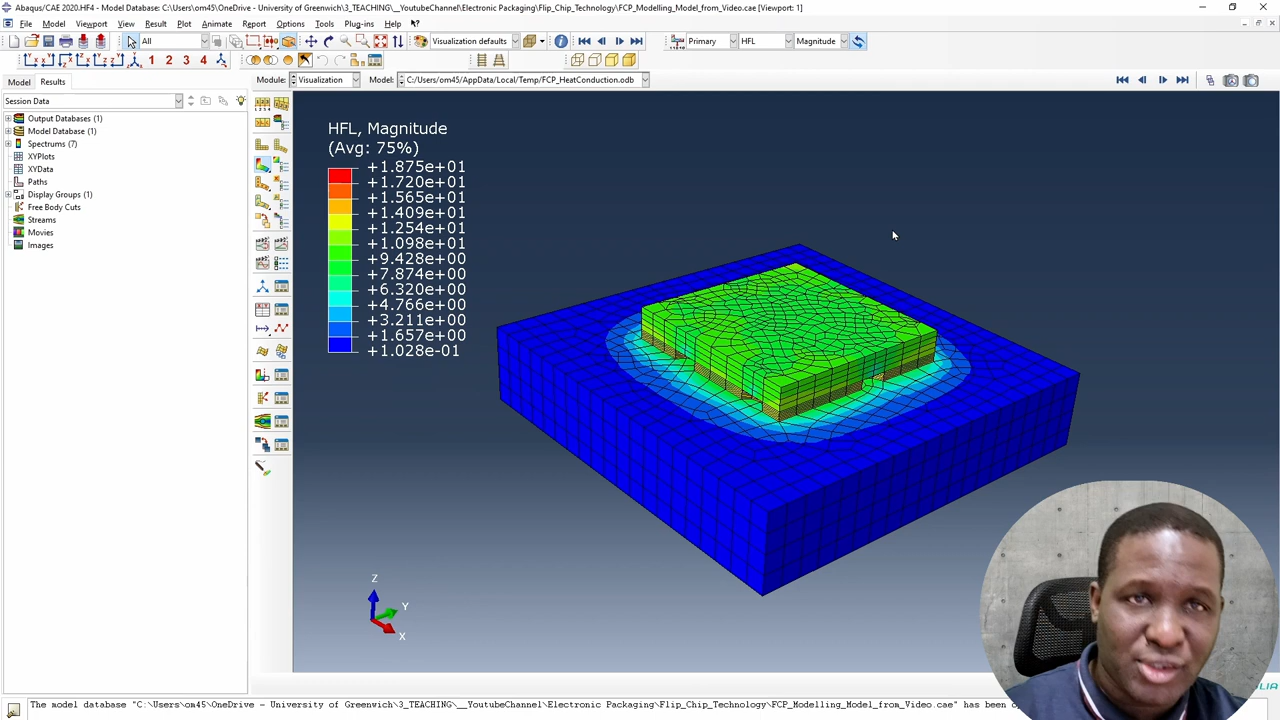 Abaqus/CAE 2020.HF4 - Model Database: C:\Users\om45\OneDrive - University of Greenwich\3_TEACHING\__YoutubeChannel\Electronic Packaging\Flip_Chip_Technology\FCP_Modelling_Model_from_Video.cae [Viewport: 1]
File Model Viewport View Result Plot Animate Report Options Tools Plug-ins Help
All Visualization defaults Primary HFL Magnitude
1 2 3 4
Model Results Module: Visualization Model: C:/Users/om45/AppData/Local/Temp/FCP_HeatConduction.odb
Session Data
Output Databases (1)
Model Database (1)
Spectrums (7)
XYPlots
XYData
Paths
Display Groups (1)
Free Body Cuts
Streams
Movies
Images
HFL, Magnitude
(Avg: 75%)
+1.875e+01
+1.720e+01
+1.565e+01
+1.409e+01
+1.254e+01
+1.098e+01
+9.428e+00
+7.874e+00
+6.320e+00
+4.766e+00
+3.211e+00
+1.657e+00
+1.028e-01
Z
Y
X
The model database "C:\Users\om45\OneDrive - University of Greenwich\3_TEACHING\__YoutubeChannel\Electronic Packaging\Flip_Chip_Technology\FCP_Modelling_Model_from_Video.cae" has been